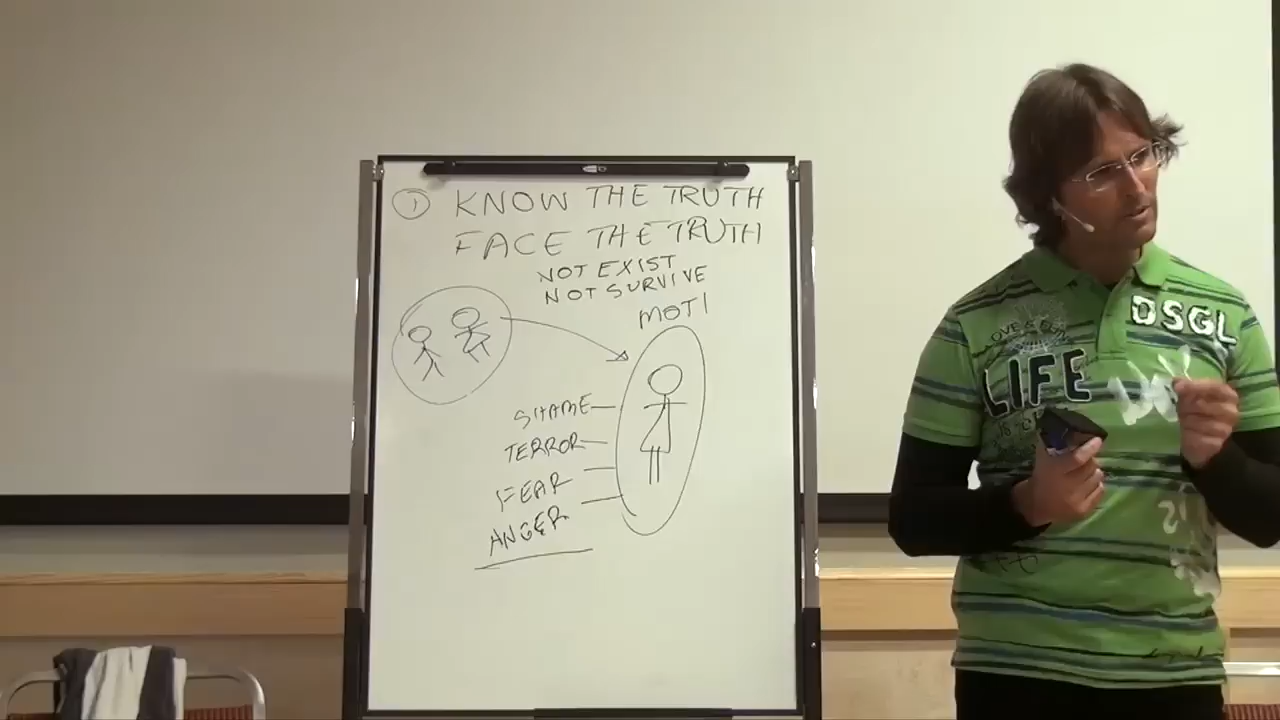 1 KNOW THE TRUTH
FACE THE TRUTH
NOT EXIST
NOT SURVIVE
MOTI
SHAME
TERROR
FEAR
ANGER
DSGL
LIFE